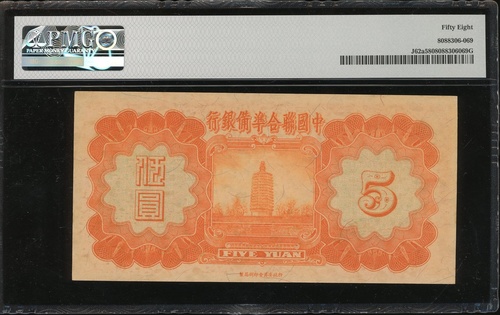 PMG
PAPER MONEY GUARANTY
Fifty Eight
8088306-069
J62a5808088306069G
行銀備準合聯國中
伍圓
5
FIVE YUAN